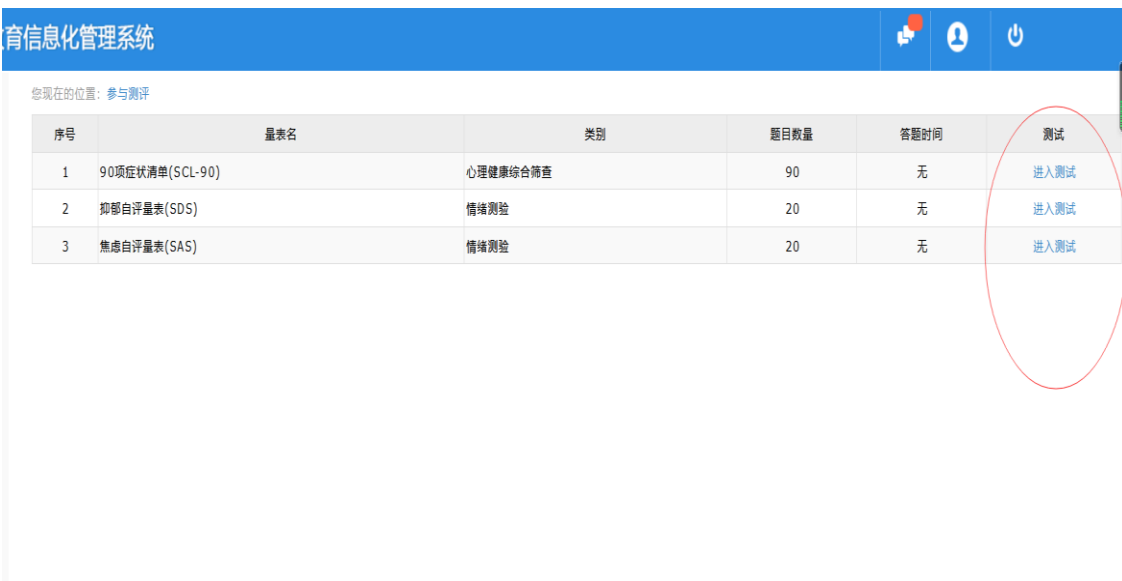 育信息化管理系统
您现在的位置：参与测评
序号 量表名 类别 题目数量 答题时间 测试
1 90项症状清单(SCL-90) 心理健康综合筛查 90 无 进入测试
2 抑郁自评量表(SDS) 情绪测验 20 无 进入测试
3 焦虑自评量表(SAS) 情绪测验 20 无 进入测试